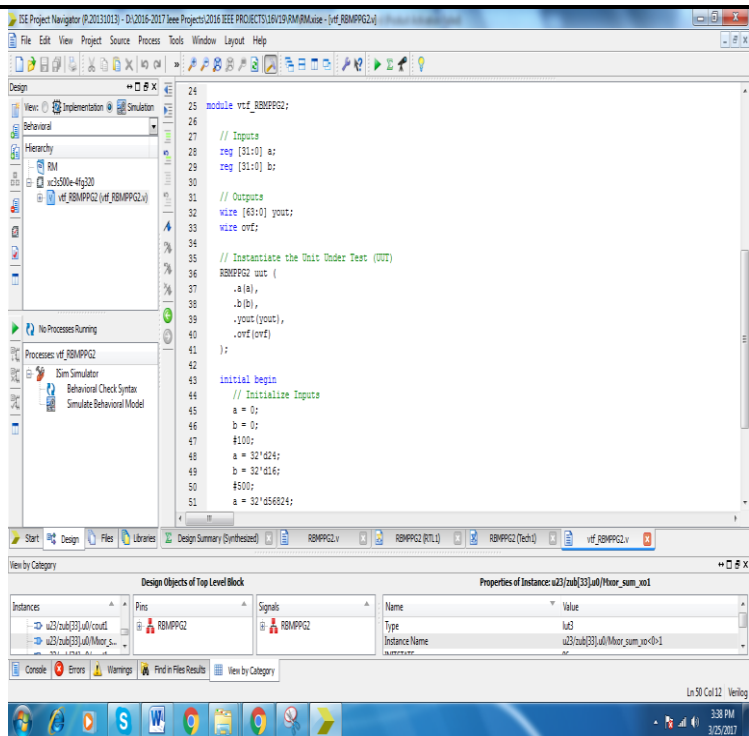 ISE Project Navigator (P.20131013) - D:\2016-2017 Ieee Projects\2016 IEEE PROJECTS\16V19\RM\RM.xise - [vtf_RBMPPG2.v]
File Edit View Project Source Process Tools Window Layout Help
Design
View: Implementation Simulation
Behavioral
Hierarchy
RM
xc3s500e-4fg320
vtf_RBMPPG2 (vtf_RBMPPG2.v)
No Processes Running
Processes: vtf_RBMPPG2
ISim Simulator
Behavioral Check Syntax
Simulate Behavioral Model
24
25 module vtf_RBMPPG2;
26
27 // Inputs
28 reg [31:0] a;
29 reg [31:0] b;
30
31 // Outputs
32 wire [63:0] yout;
33 wire ovf;
34
35 // Instantiate the Unit Under Test (UUT)
36 RBMPPG2 uut (
37 .a(a),
38 .b(b),
39 .yout(yout),
40 .ovf(ovf)
41 );
42
43 initial begin
44 // Initialize Inputs
45 a = 0;
46 b = 0;
47 #100;
48 a = 32'd24;
49 b = 32'd16;
50 #500;
51 a = 32'd56824;
Start Design Files Libraries
Design Summary (Synthesized) RBMPPG2.v RBMPPG2 (RTL1) RBMPPG2 (Tech1) vtf_RBMPPG2.v
View by Category
Design Objects of Top Level Block
Properties of Instance: u23/zub[33].u0/Mxor_sum_xo1
Instances
u23/zub[33].u0/cout1
u23/zub[33].u0/Mxor_s...
Pins
RBMPPG2
Signals
RBMPPG2
Name Value
Type lut3
Instance Name u23/zub[33].u0/Mxor_sum_xo<0>1
Console Errors Warnings Find in Files Results View by Category
Ln 50 Col 12 Verilog
3:38 PM
3/25/2017